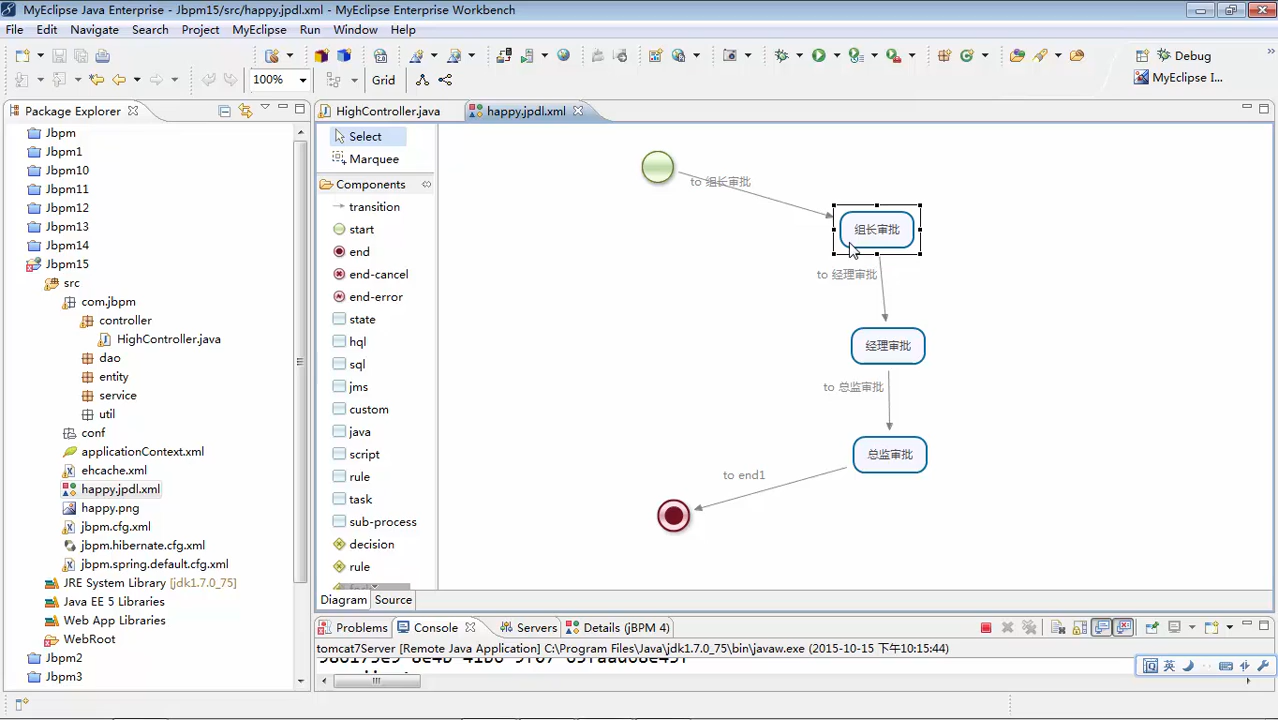 MyEclipse Java Enterprise - Jbpm15/src/happy.jpdl.xml - MyEclipse Enterprise Workbench
File Edit Navigate Search Project MyEclipse Run Window Help
Debug
100% Grid MyEclipse I...
Package Explorer
HighController.java
happy.jpdl.xml
Jbpm
Jbpm1
Jbpm10
Jbpm11
Jbpm12
Jbpm13
Jbpm14
Jbpm15
src
com.jbpm
controller
HighController.java
dao
entity
service
util
conf
applicationContext.xml
ehcache.xml
happy.jpdl.xml
happy.png
jbpm.cfg.xml
jbpm.hibernate.cfg.xml
jbpm.spring.default.cfg.xml
JRE System Library [jdk1.7.0_75]
Java EE 5 Libraries
Web App Libraries
WebRoot
Jbpm2
Jbpm3
Select
Marquee
Components
transition
start
end
end-cancel
end-error
state
hql
sql
jms
custom
java
script
rule
task
sub-process
decision
rule
to 组长审批
组长审批
to 经理审批
经理审批
to 总监审批
总监审批
to end1
Diagram Source
Problems Console Servers Details (jBPM 4)
tomcat7Server [Remote Java Application] C:\Program Files\Java\jdk1.7.0_75\bin\javaw.exe (2015-10-15 下午10:15:44)
英